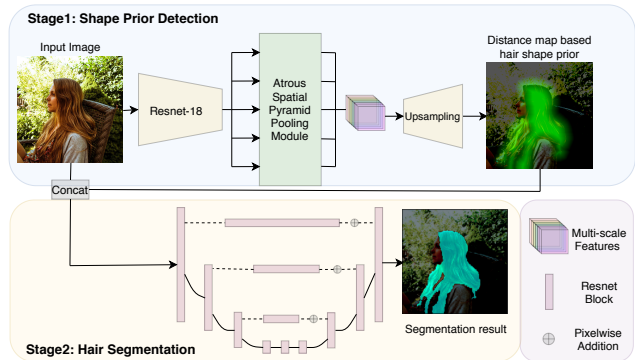 Stage1: Shape Prior Detection
Input Image
Distance map based
hair shape prior
Resnet-18
Atrous
Spatial
Pyramid
Pooling
Module
Upsampling
Concat
Multi-scale
Features
Resnet
Block
Segmentation result
Pixelwise
Addition
Stage2: Hair Segmentation